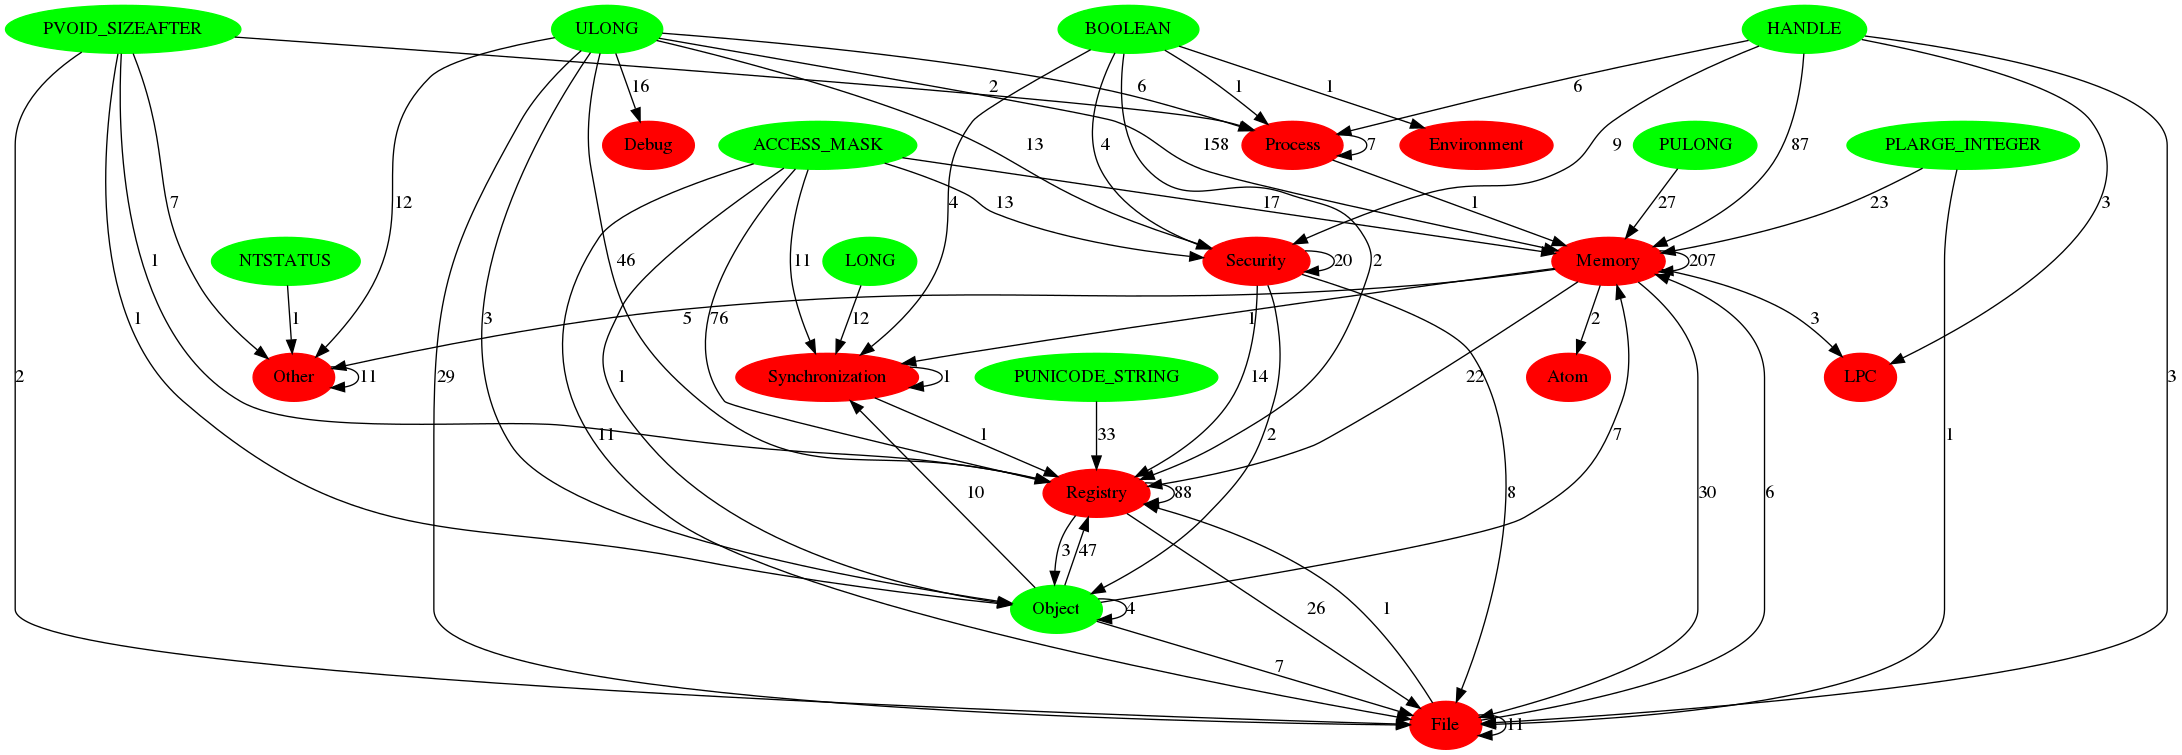 PVOID_SIZEAFTER
ULONG
BOOLEAN
HANDLE
16
2
6
1
1
6
Debug
ACCESS_MASK
Process
7
Environment
PULONG
PLARGE_INTEGER
13
4
158
9
87
7
12
4
13
17
1
27
23
3
1
NTSTATUS
46
11
LONG
Security
20
2
Memory
207
1
1
3
76
12
5
1
2
3
Other
11
Synchronization
1
PUNICODE_STRING
14
22
Atom
LPC
2
29
1
3
11
1
33
2
7
1
Registry
88
10
8
30
6
3
47
Object
4
26
1
7
File
11